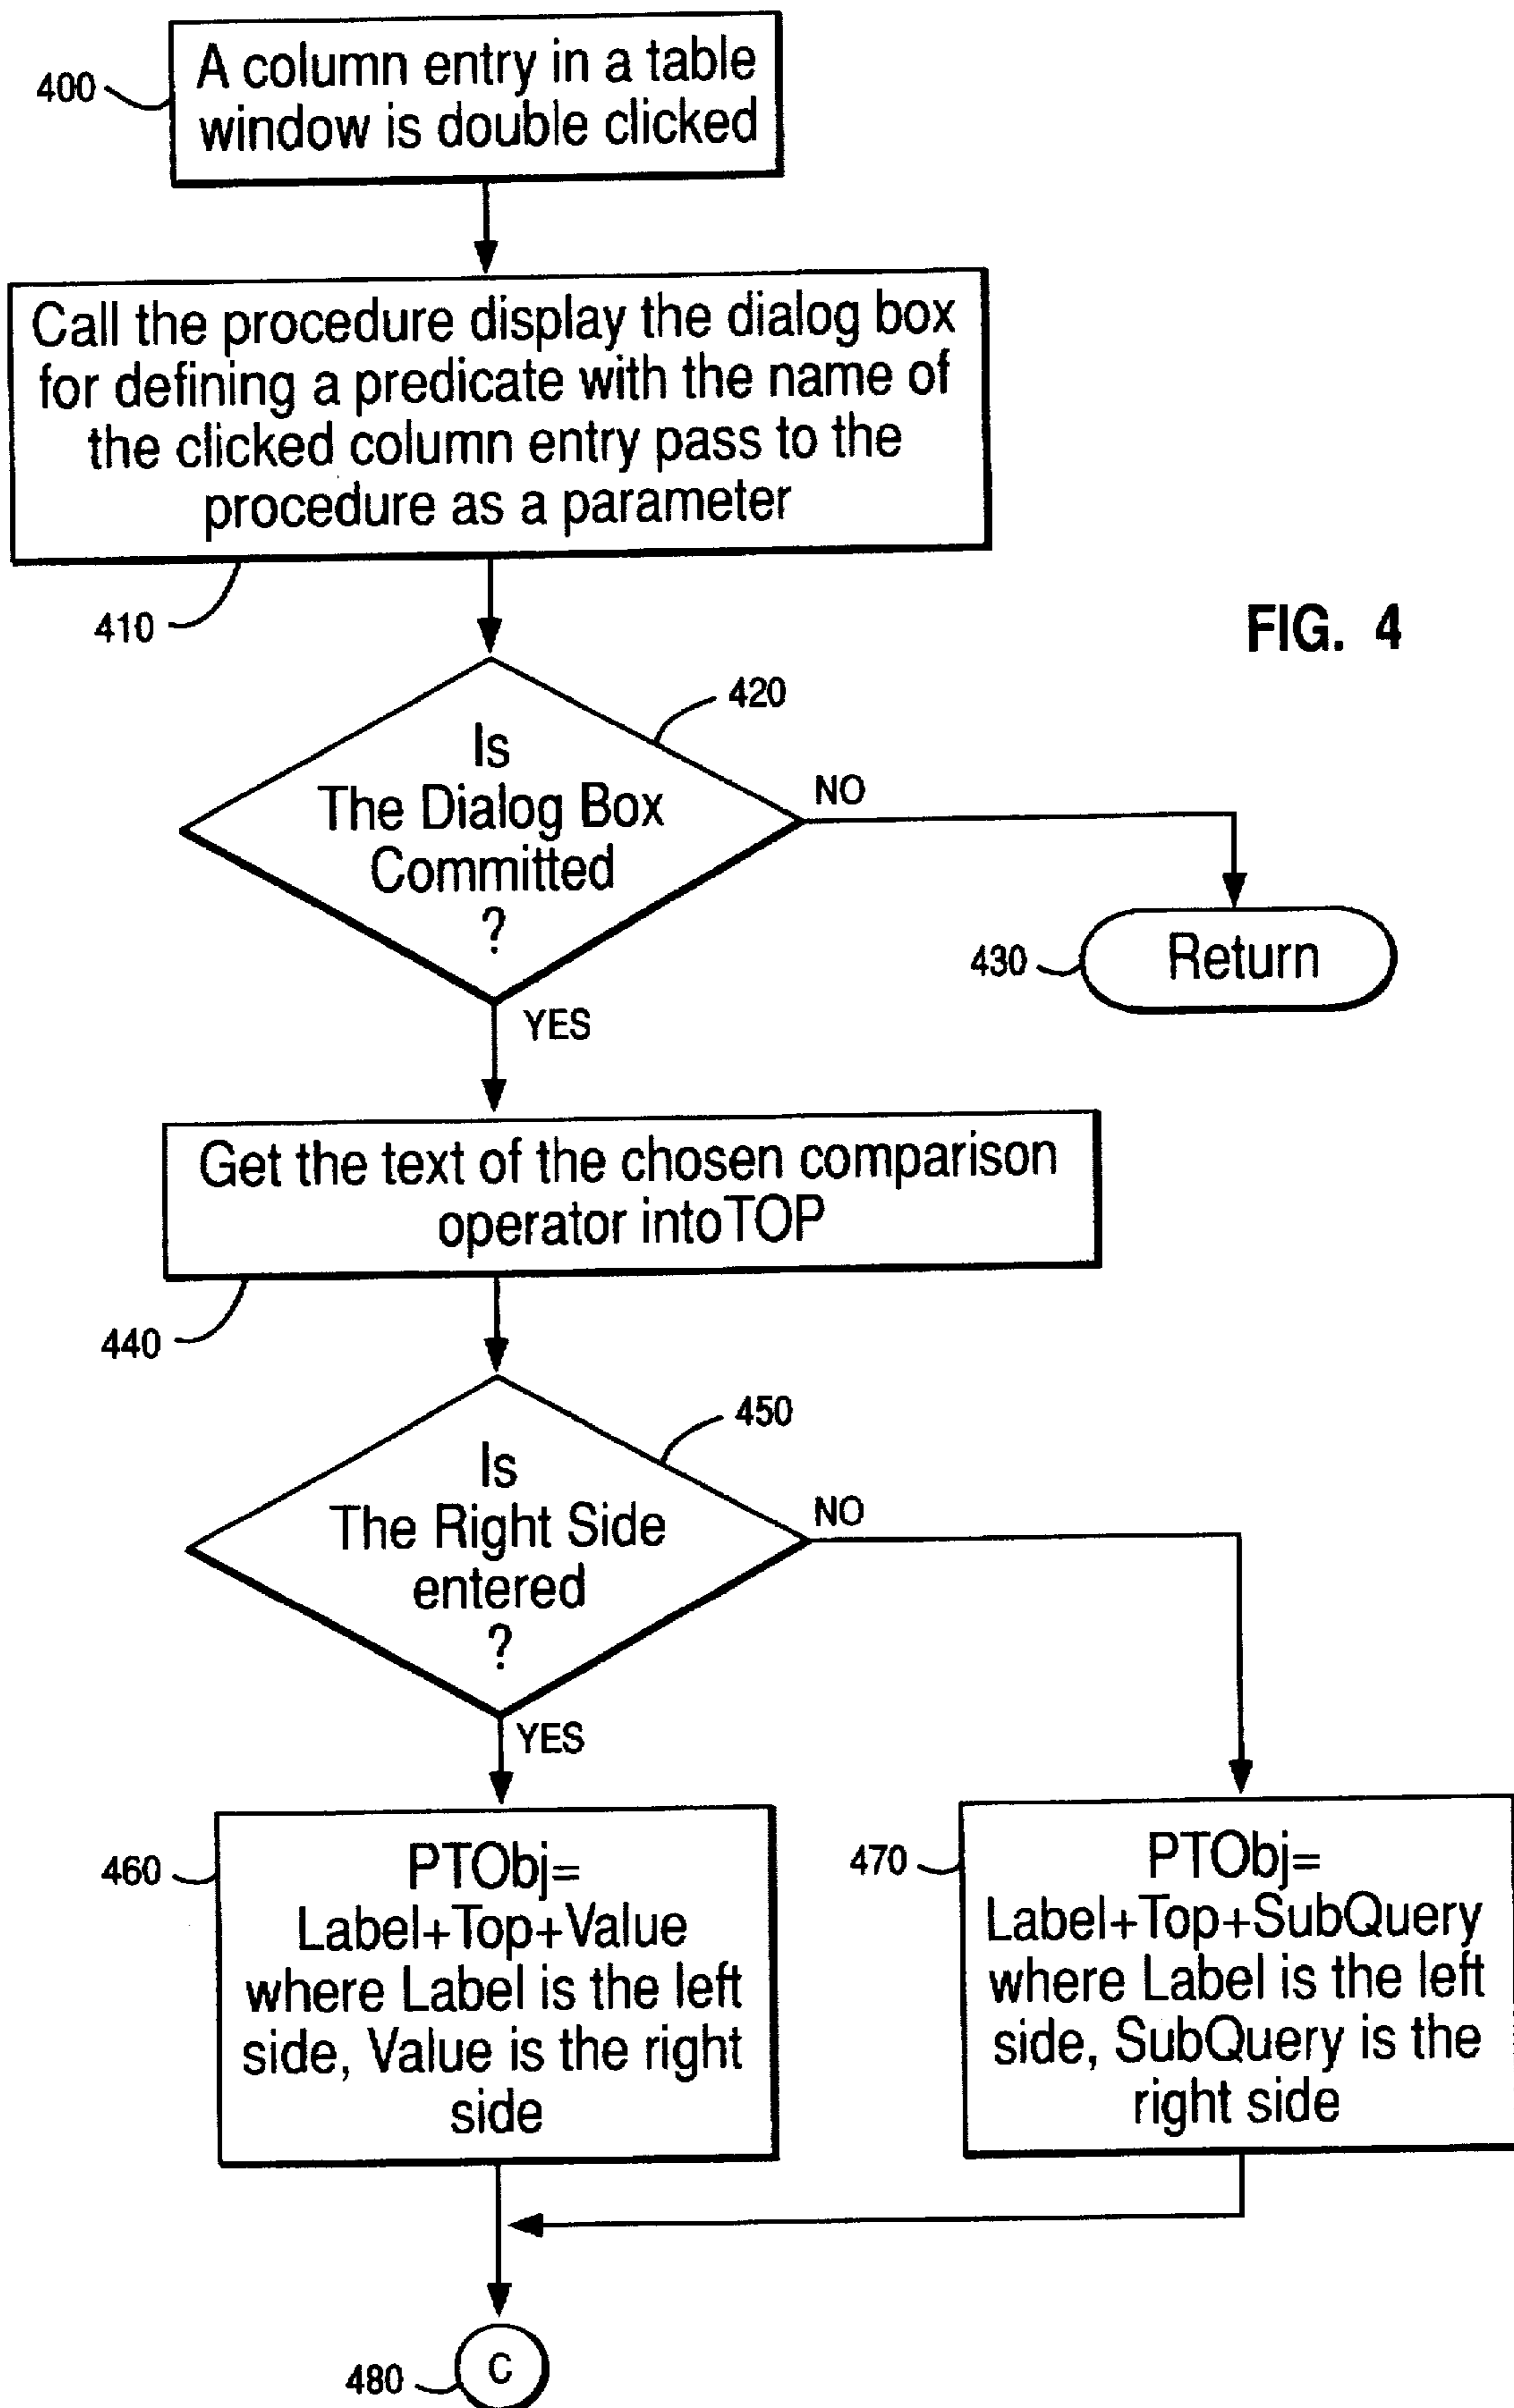 400
A column entry in a table
window is double clicked
Call the procedure display the dialog box
for defining a predicate with the name of
the clicked column entry pass to the
procedure as a parameter
410
FIG. 4
420
Is
The Dialog Box
Committed
?
NO
430
Return
YES
Get the text of the chosen comparison
operator intoTOP
440
450
Is
The Right Side
entered
?
NO
YES
460
PTObj=
Label+Top+Value
where Label is the left
side, Value is the right
side
470
PTObj=
Label+Top+SubQuery
where Label is the left
side, SubQuery is the
right side
480
C